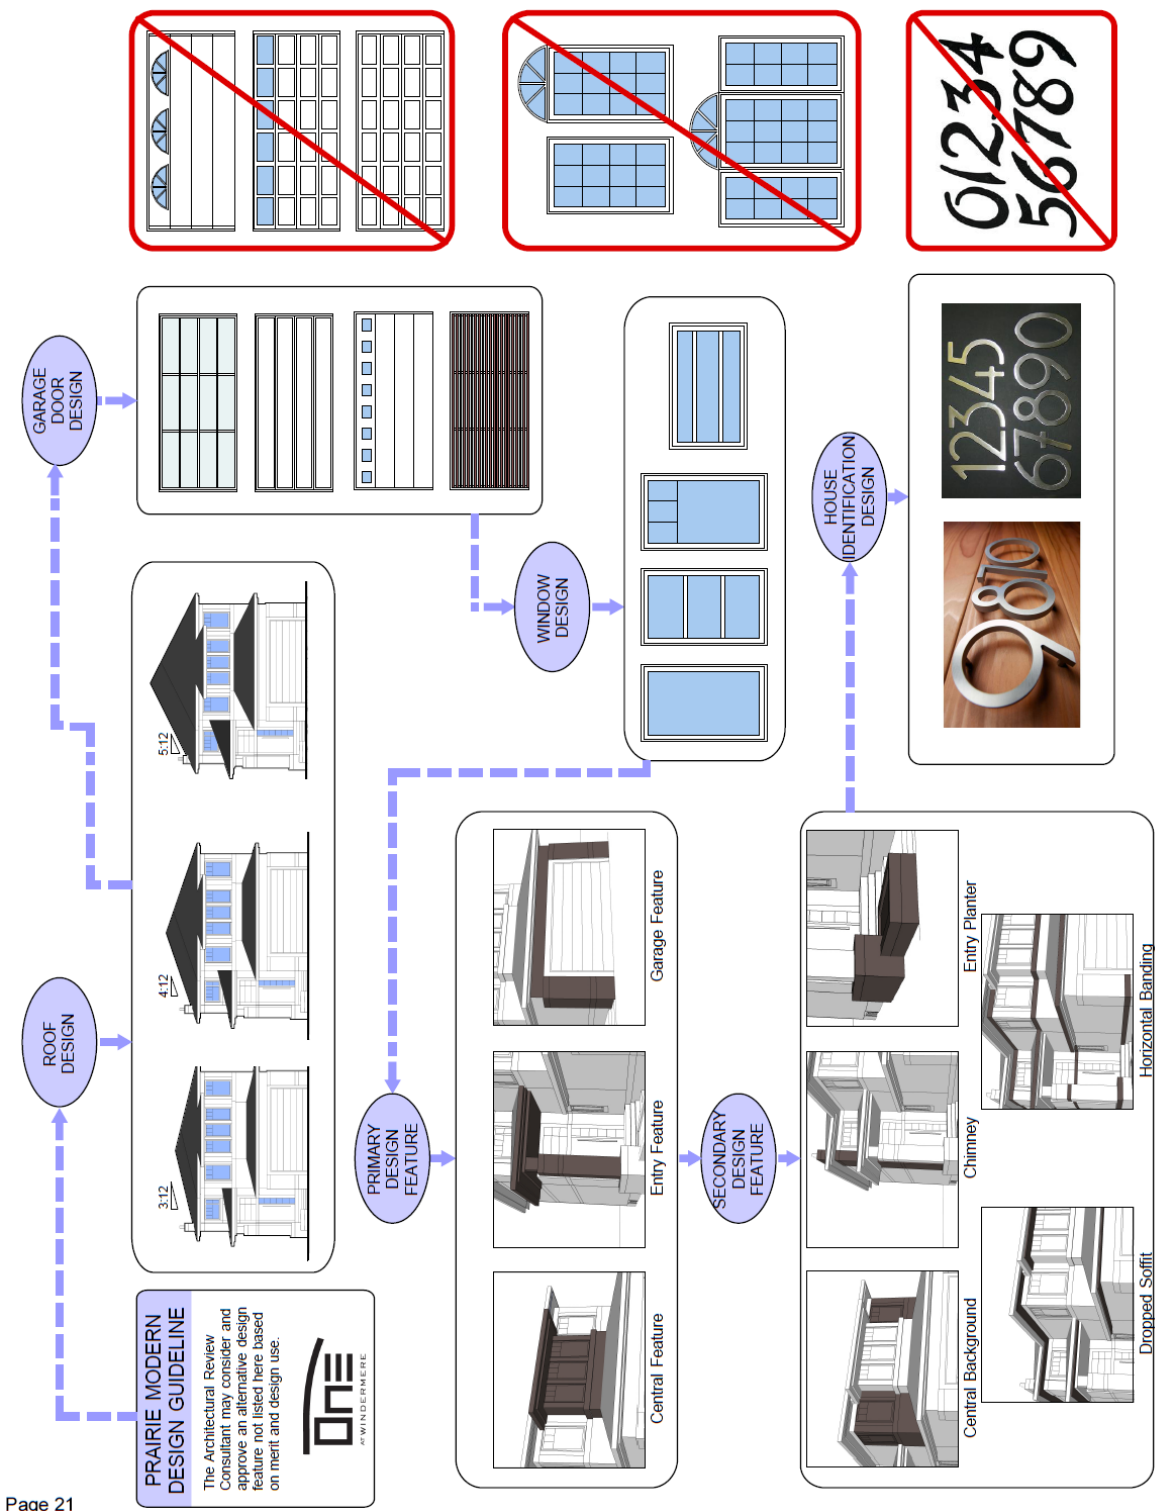 PRAIRIE MODERN
DESIGN GUIDELINE
The Architectural Review
Consultant may consider and
approve an alternative design
feature not listed here based
on merit and design use.
ONE
AT WINDERMERE
ROOF
DESIGN
3:12
4:12
5:12
GARAGE
DOOR
DESIGN
WINDOW
DESIGN
PRIMARY
DESIGN
FEATURE
Central Feature
Entry Feature
Garage Feature
SECONDARY
DESIGN
FEATURE
Central Background
Chimney
Entry Planter
Dropped Soffit
Horizontal Banding
HOUSE
IDENTIFICATION
DESIGN
9870
12345
67890
01234
56789
Page 21